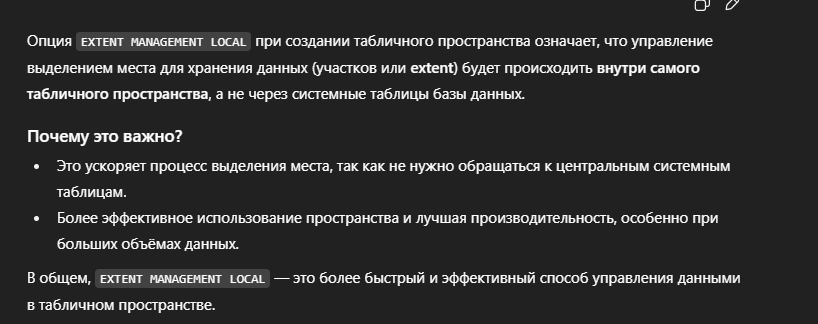 Опция EXTENT MANAGEMENT LOCAL при создании табличного пространства означает, что управление
выделением места для хранения данных (участков или extent) будет происходить внутри самого
табличного пространства, а не через системные таблицы базы данных.
Почему это важно?
• Это ускоряет процесс выделения места, так как не нужно обращаться к центральным системным
таблицам.
• Более эффективное использование пространства и лучшая производительность, особенно при
больших объёмах данных.
В общем, EXTENT MANAGEMENT LOCAL — это более быстрый и эффективный способ управления данными
в табличном пространстве.